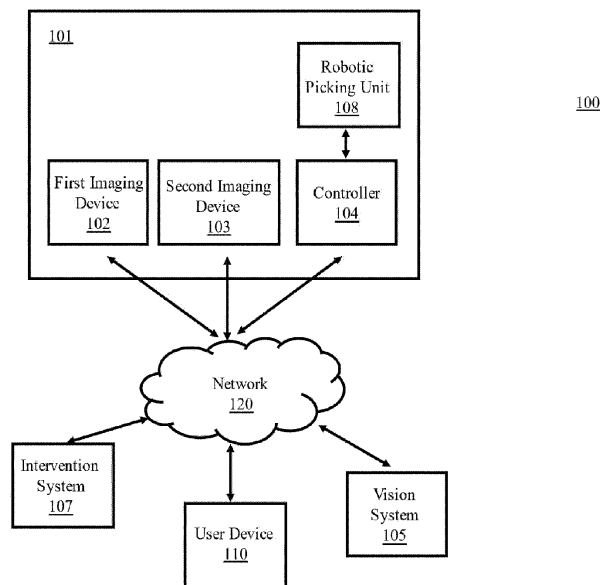 101
Robotic
Picking Unit
108
100
First Imaging
Device
102
Second Imaging
Device
103
Controller
104
Network
120
Intervention
System
107
User Device
110
Vision
System
105